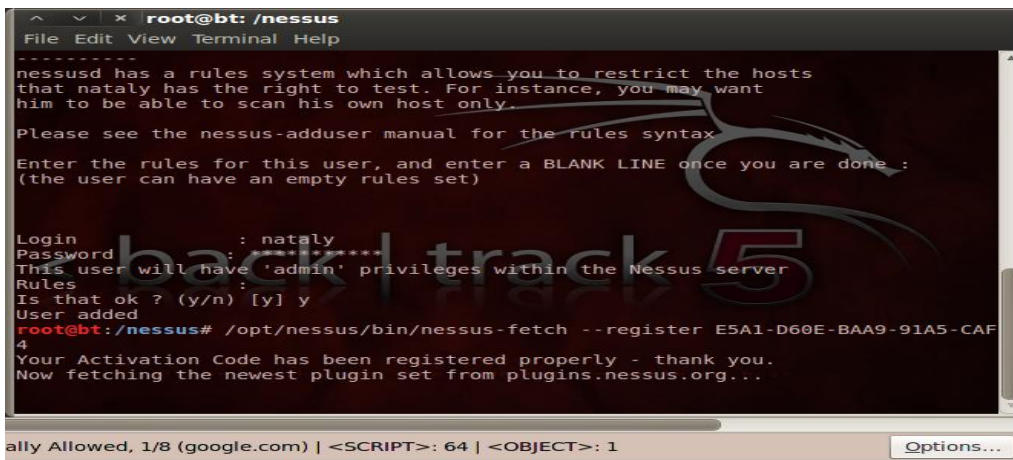 root@bt: /nessus
File Edit View Terminal Help
----------
nessusd has a rules system which allows you to restrict the hosts
that nataly has the right to test. For instance, you may want
him to be able to scan his own host only.
Please see the nessus-adduser manual for the rules syntax
Enter the rules for this user, and enter a BLANK LINE once you are done :
(the user can have an empty rules set)
Login : nataly
Password : ***********
This user will have 'admin' privileges within the Nessus server
Rules :
Is that ok ? (y/n) [y] y
User added
root@bt:/nessus# /opt/nessus/bin/nessus-fetch --register E5A1-D60E-BAA9-91A5-CAF
4
Your Activation Code has been registered properly - thank you.
Now fetching the newest plugin set from plugins.nessus.org...
back | track 5
ally Allowed, 1/8 (google.com) | <SCRIPT>: 64 | <OBJECT>: 1
Options...